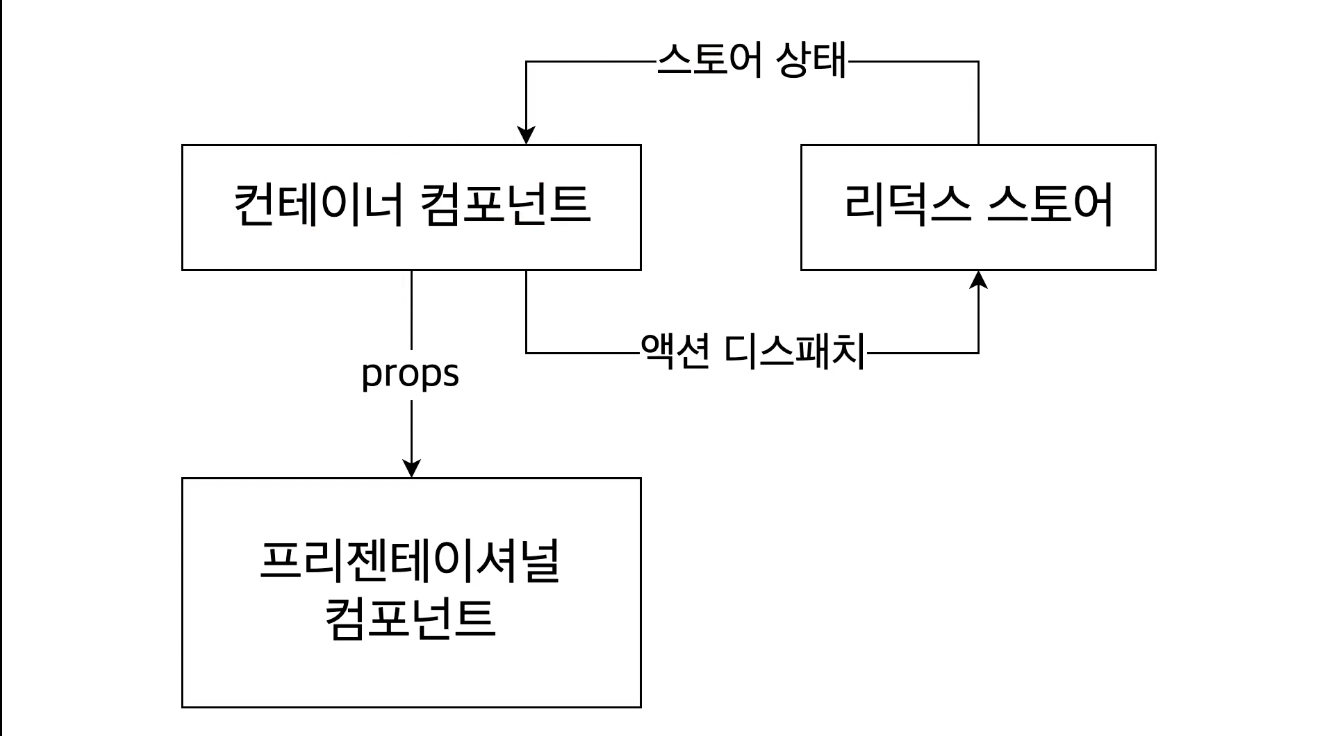 스토어 상태
컨테이너 컴포넌트
리덕스 스토어
액션 디스패치
props
프리젠테이셔널
컴포넌트